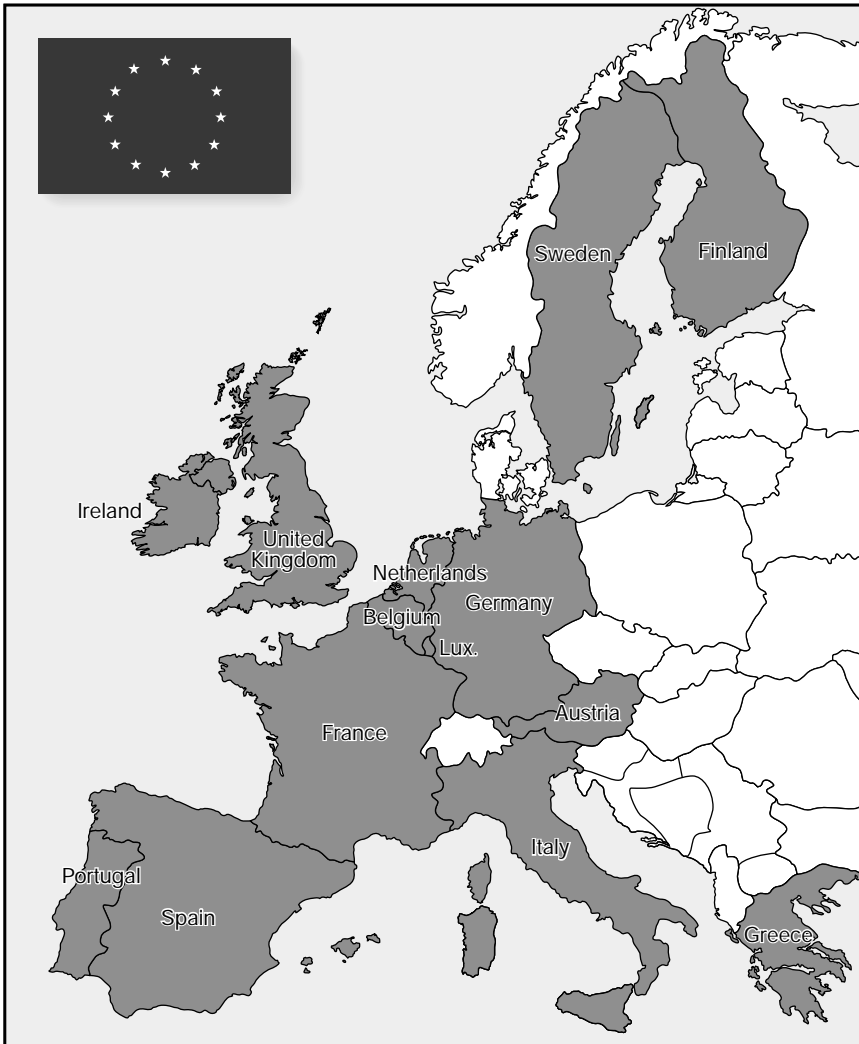 Sweden
Finland
Ireland
United
Kingdom
Netherlands
Germany
Belgium
Lux.
Austria
France
Italy
Portugal
Spain
Greece